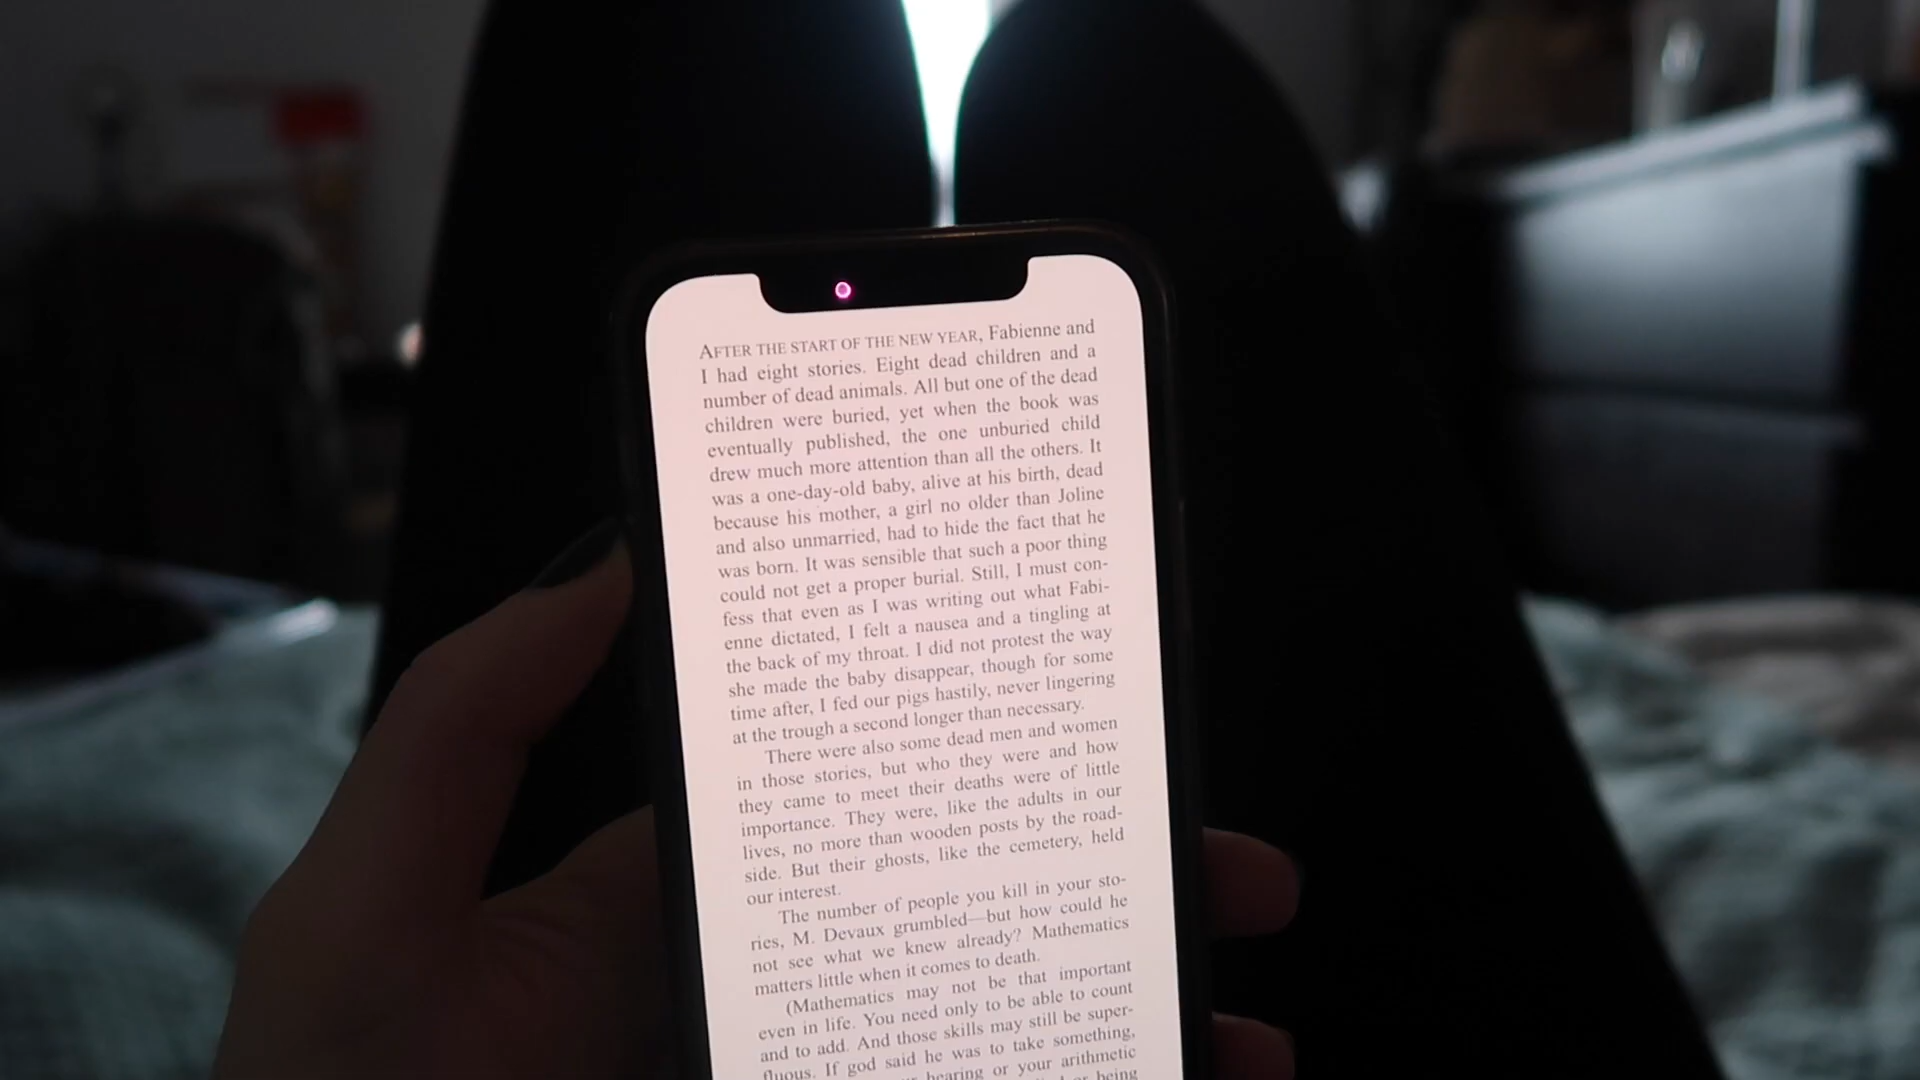 AFTER THE START OF THE NEW YEAR, Fabienne and
I had eight stories. Eight dead children and a
number of dead animals. All but one of the dead
children were buried, yet when the book was
eventually published, the one unburied child
drew much more attention than all the others. It
was a one-day-old baby, alive at his birth, dead
because his mother, a girl no older than Joline
and also unmarried, had to hide the fact that he
was born. It was sensible that such a poor thing
could not get a proper burial. Still, I must con-
fess that even as I was writing out what Fabi-
enne dictated, I felt a nausea and a tingling at
the back of my throat. I did not protest the way
she made the baby disappear, though for some
time after, I fed our pigs hastily, never lingering
at the trough a second longer than necessary.
There were also some dead men and women
in those stories, but who they were and how
they came to meet their deaths were of little
importance. They were, like the adults in our
lives, no more than wooden posts by the road-
side. But their ghosts, like the cemetery, held
our interest.
The number of people you kill in your sto-
ries, M. Devaux grumbled—but how could he
not see what we knew already? Mathematics
matters little when it comes to death.
(Mathematics may not be that important
even in life. You need only to be able to count
and to add. And those skills may still be super-
fluous. If god said he was to take something,
hearing or your arithmetic
being